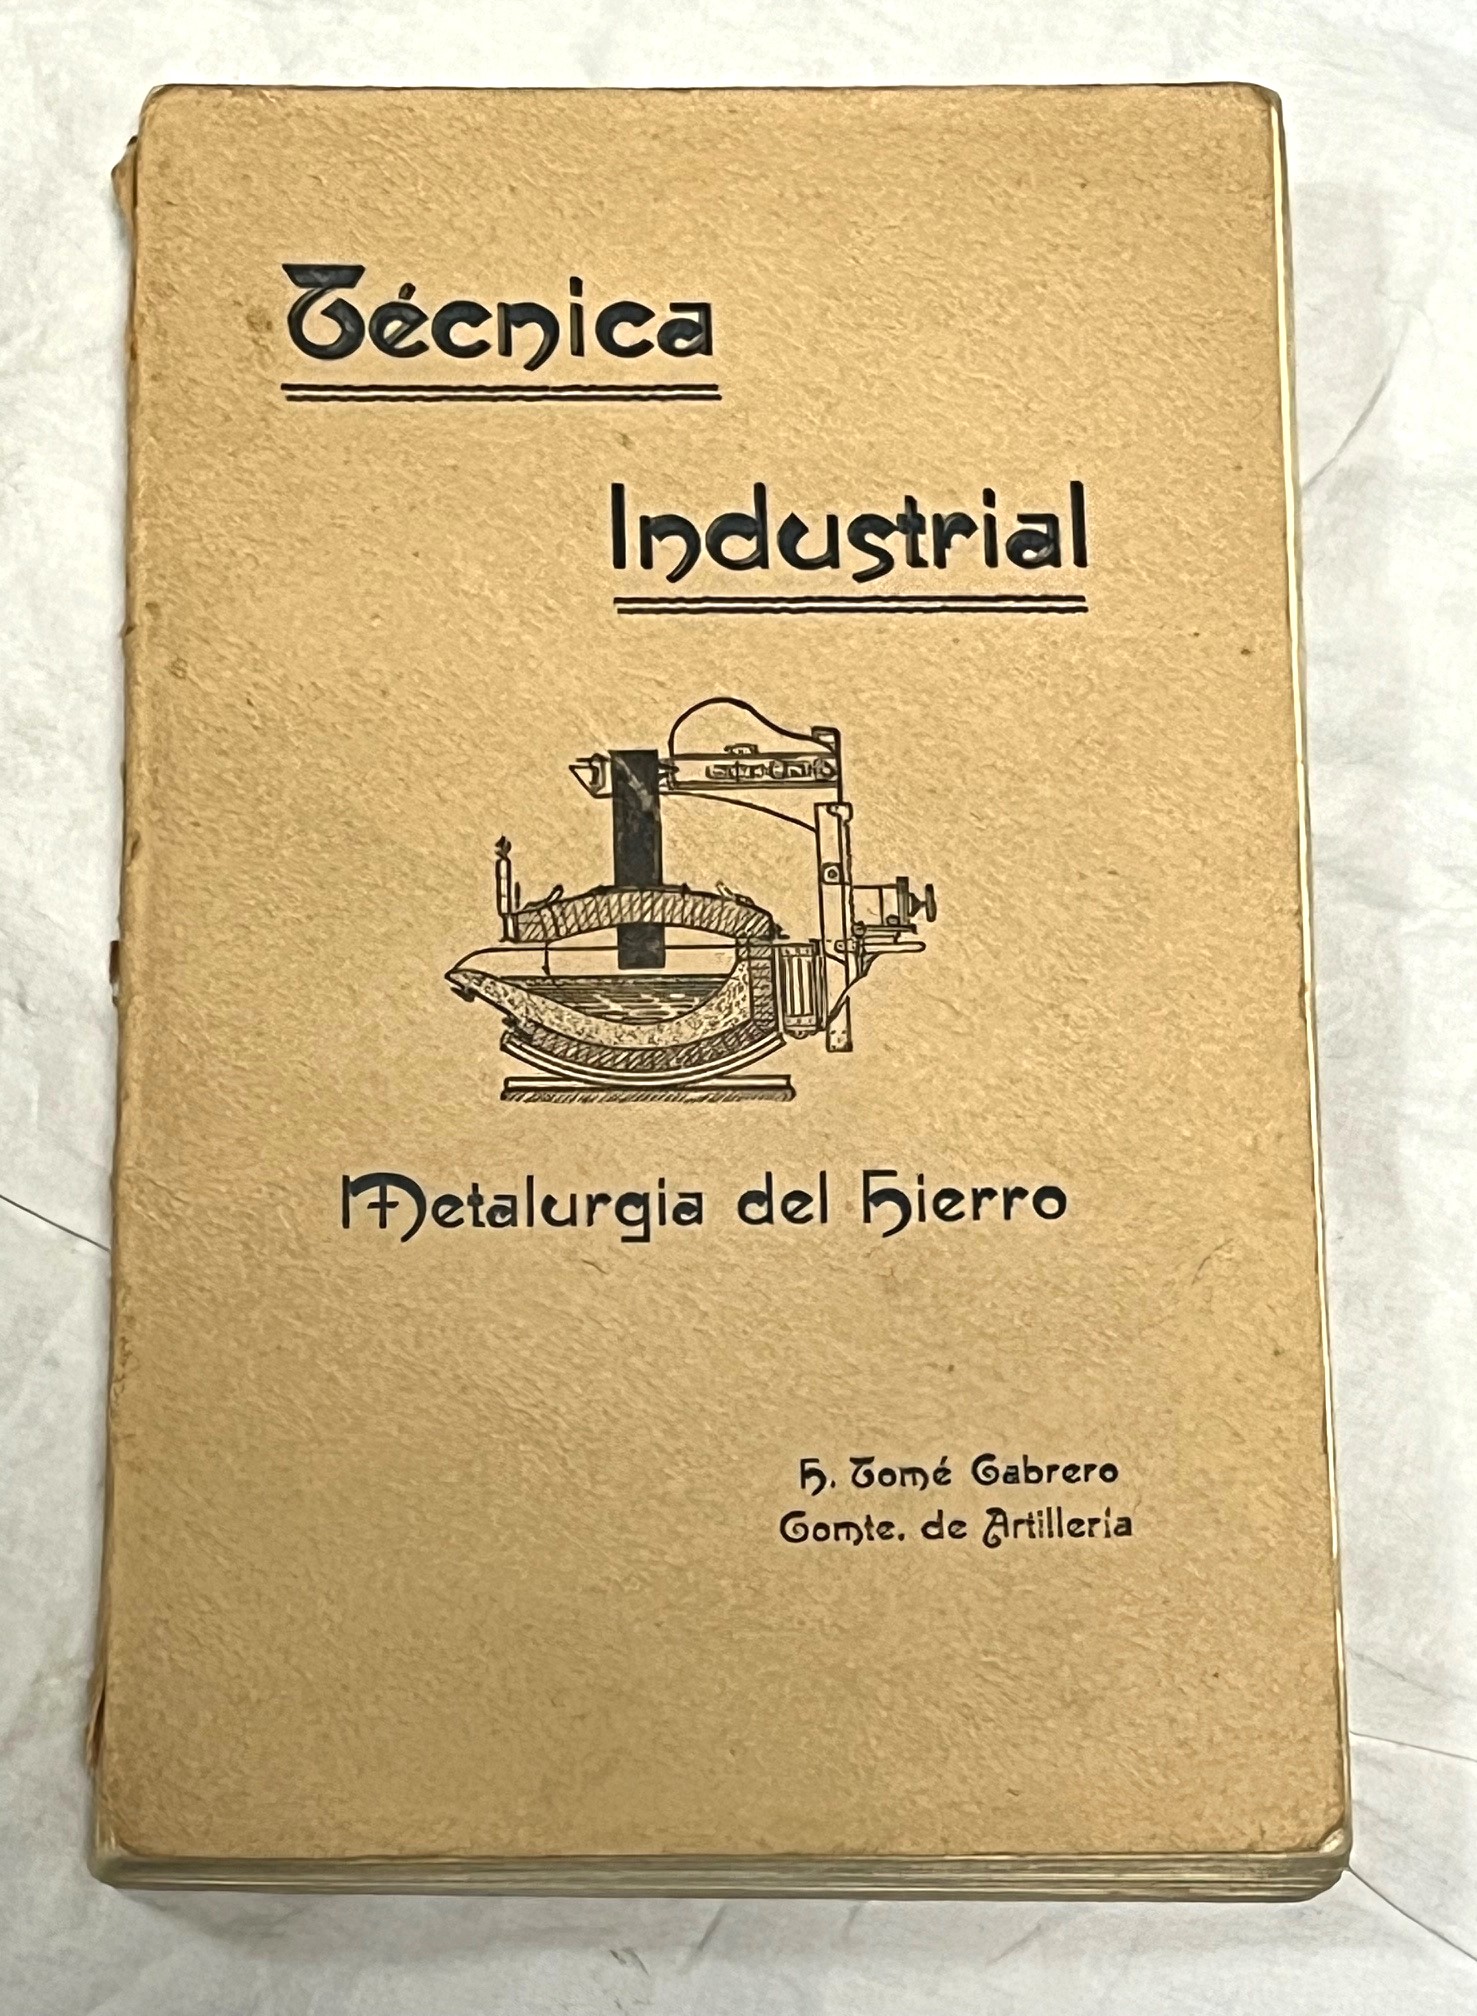 Técnica
Industrial
Metalurgia del Hierro
H. Tomé Cabrero
Comte. de Artillería